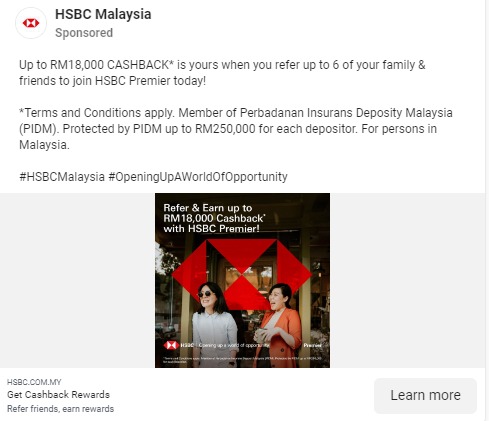 HSBC Malaysia
Sponsored
Up to RM18,000 CASHBACK* is yours when you refer up to 6 of your family &
friends to join HSBC Premier today!
*Terms and Conditions apply. Member of Perbadanan Insurans Deposity Malaysia
(PIDM). Protected by PIDM up to RM250,000 for each depositor. For persons in
Malaysia.
#HSBCMalaysia #OpeningUpAWorldOfOpportunity
Refer & Earn up to
RM18,000 Cashback*
with HSBC Premier!
HSBC | Opening up a world of opportunity
Premier
HSBC.COM.MY
Get Cashback Rewards
Refer friends, earn rewards
Learn more